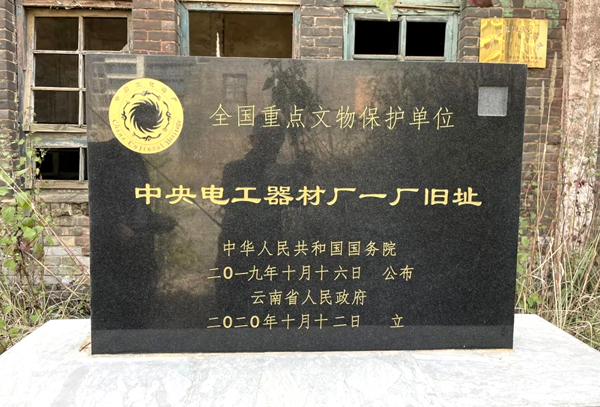 全国重点文物保护单位
中央电工器材厂一厂旧址
中华人民共和国国务院
二〇一九年十月十六日 公布
云南省人民政府
二〇二〇年十月十二日 立